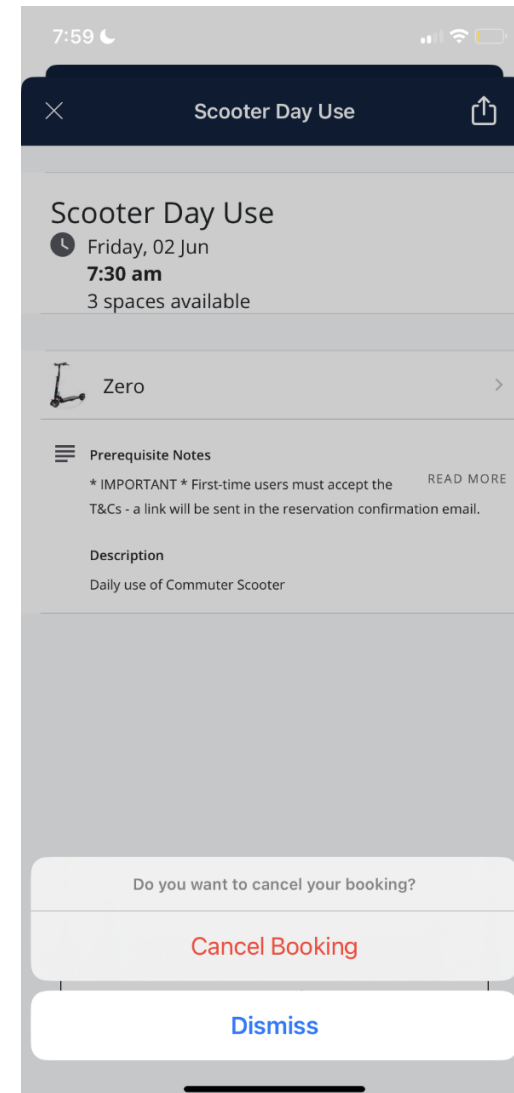 7:59
Scooter Day Use
Scooter Day Use
Friday, 02 Jun
7:30 am
3 spaces available
Zero
Prerequisite Notes
* IMPORTANT * First-time users must accept the READ MORE
T&Cs - a link will be sent in the reservation confirmation email.
Description
Daily use of Commuter Scooter
Do you want to cancel your booking?
Cancel Booking
Dismiss